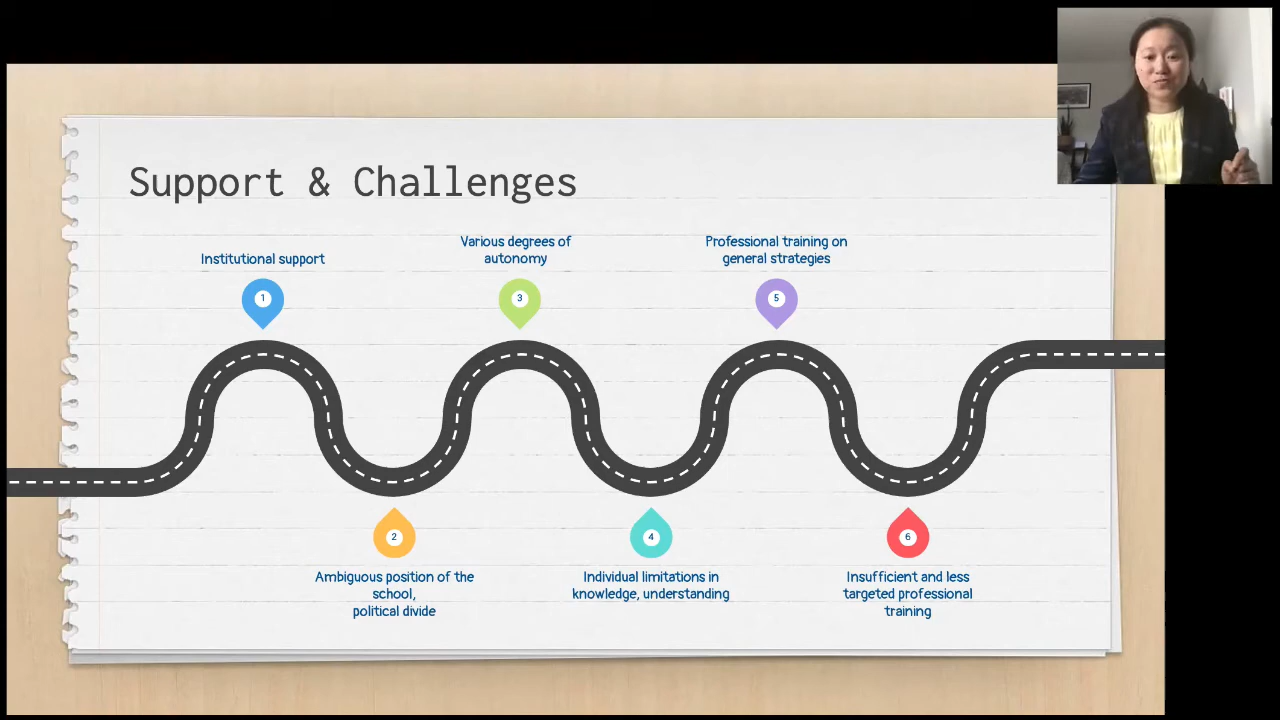 Support & Challenges
Institutional support
1
Various degrees of
autonomy
3
Professional training on
general strategies
5
2
Ambiguous position of the
school,
political divide
4
Individual limitations in
knowledge, understanding
6
Insufficient and less
targeted professional
training